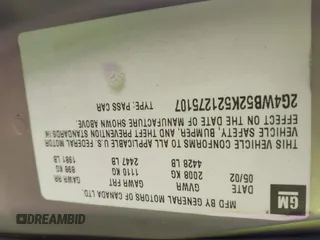 MFD BY GENERAL MOTORS OF CANADA LTD.
DATE GVWR GAWR FRT GAWR RR
05/02 2008 KG 1110 KG 898 KG
4428 LB 2447 LB 1981 LB
THIS VEHICLE CONFORMS TO ALL APPLICABLE U.S. FEDERAL MOTOR
VEHICLE SAFETY, BUMPER, AND THEFT PREVENTION STANDARDS IN
EFFECT ON THE DATE OF MANUFACTURE SHOWN ABOVE.
2G4WB52K521275107 TYPE: PASS CAR
GM
DREAMBID